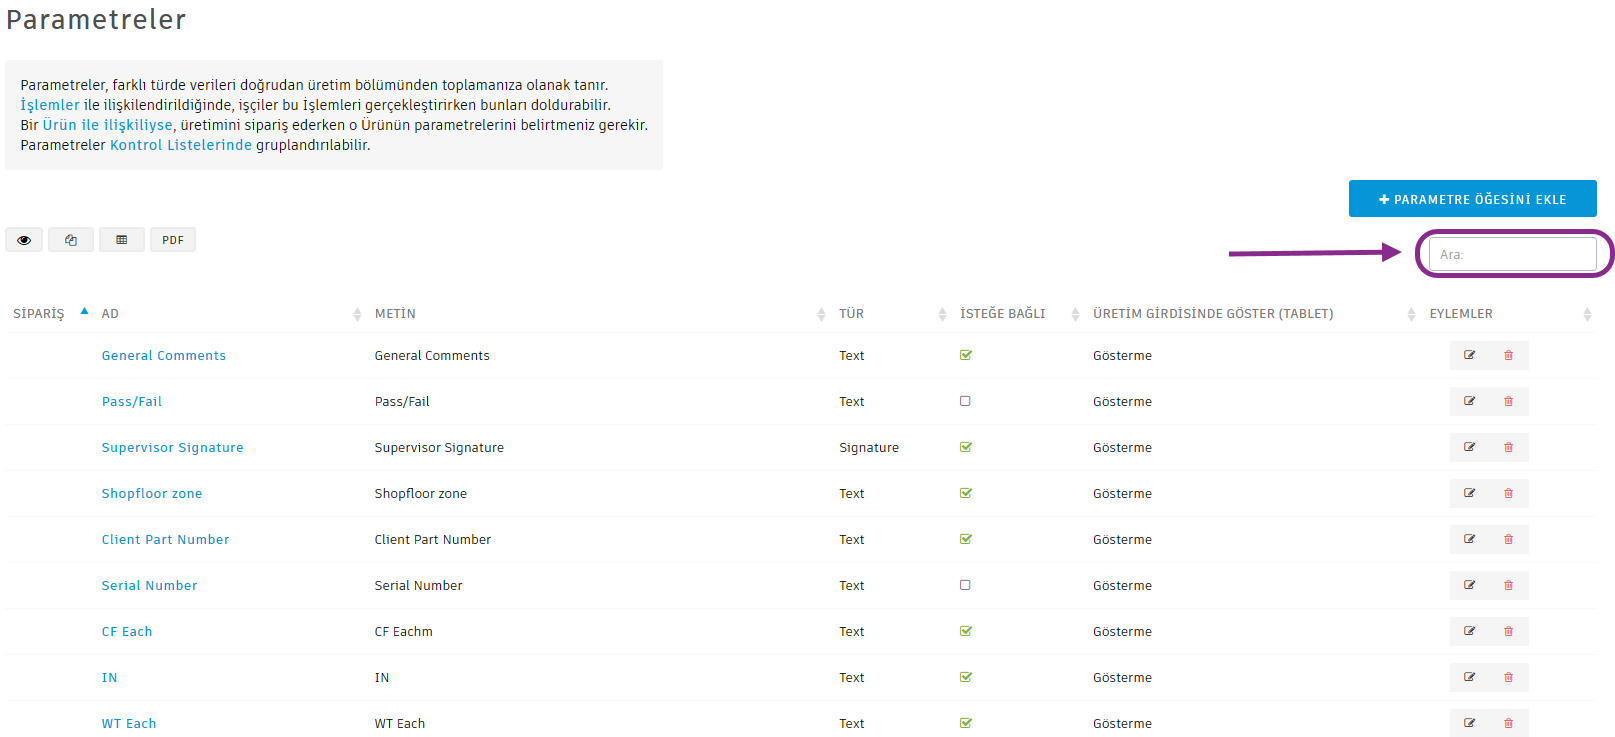 Parametreler
Parametreler, farklı türde verileri doğrudan üretim bölümünden toplamanıza olanak tanır.
İşlemler ile ilişkilendirildiğinde, işçiler bu İşlemleri gerçekleştirirken bunları doldurabilir.
Bir Ürün ile ilişkiliyse, üretimini sipariş ederken o Ürünün parametrelerini belirtmeniz gerekir.
Parametreler Kontrol Listelerinde gruplandırılabilir.
+ PARAMETRE ÖĞESİNİ EKLE
PDF
Ara:
SİPARİŞ AD METİN TÜR İSTEĞE BAĞLI ÜRETİM GİRDİSİNDE GÖSTER (TABLET) EYLEMLER
General Comments General Comments Text Gösterme
Pass/Fail Pass/Fail Text Gösterme
Supervisor Signature Supervisor Signature Signature Gösterme
Shopfloor zone Shopfloor zone Text Gösterme
Client Part Number Client Part Number Text Gösterme
Serial Number Serial Number Text Gösterme
CF Each CF Eachm Text Gösterme
IN IN Text Gösterme
WT Each WT Each Text Gösterme